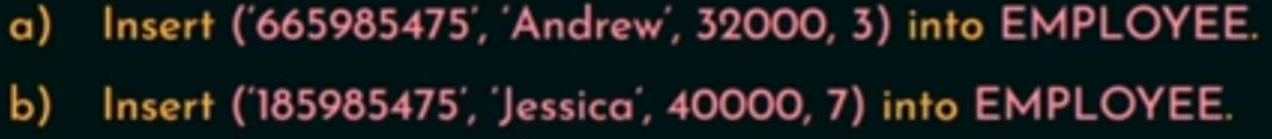 a) Insert ('665985475', 'Andrew', 32000, 3) into EMPLOYEE.
b) Insert ('185985475', 'Jessica', 40000, 7) into EMPLOYEE.